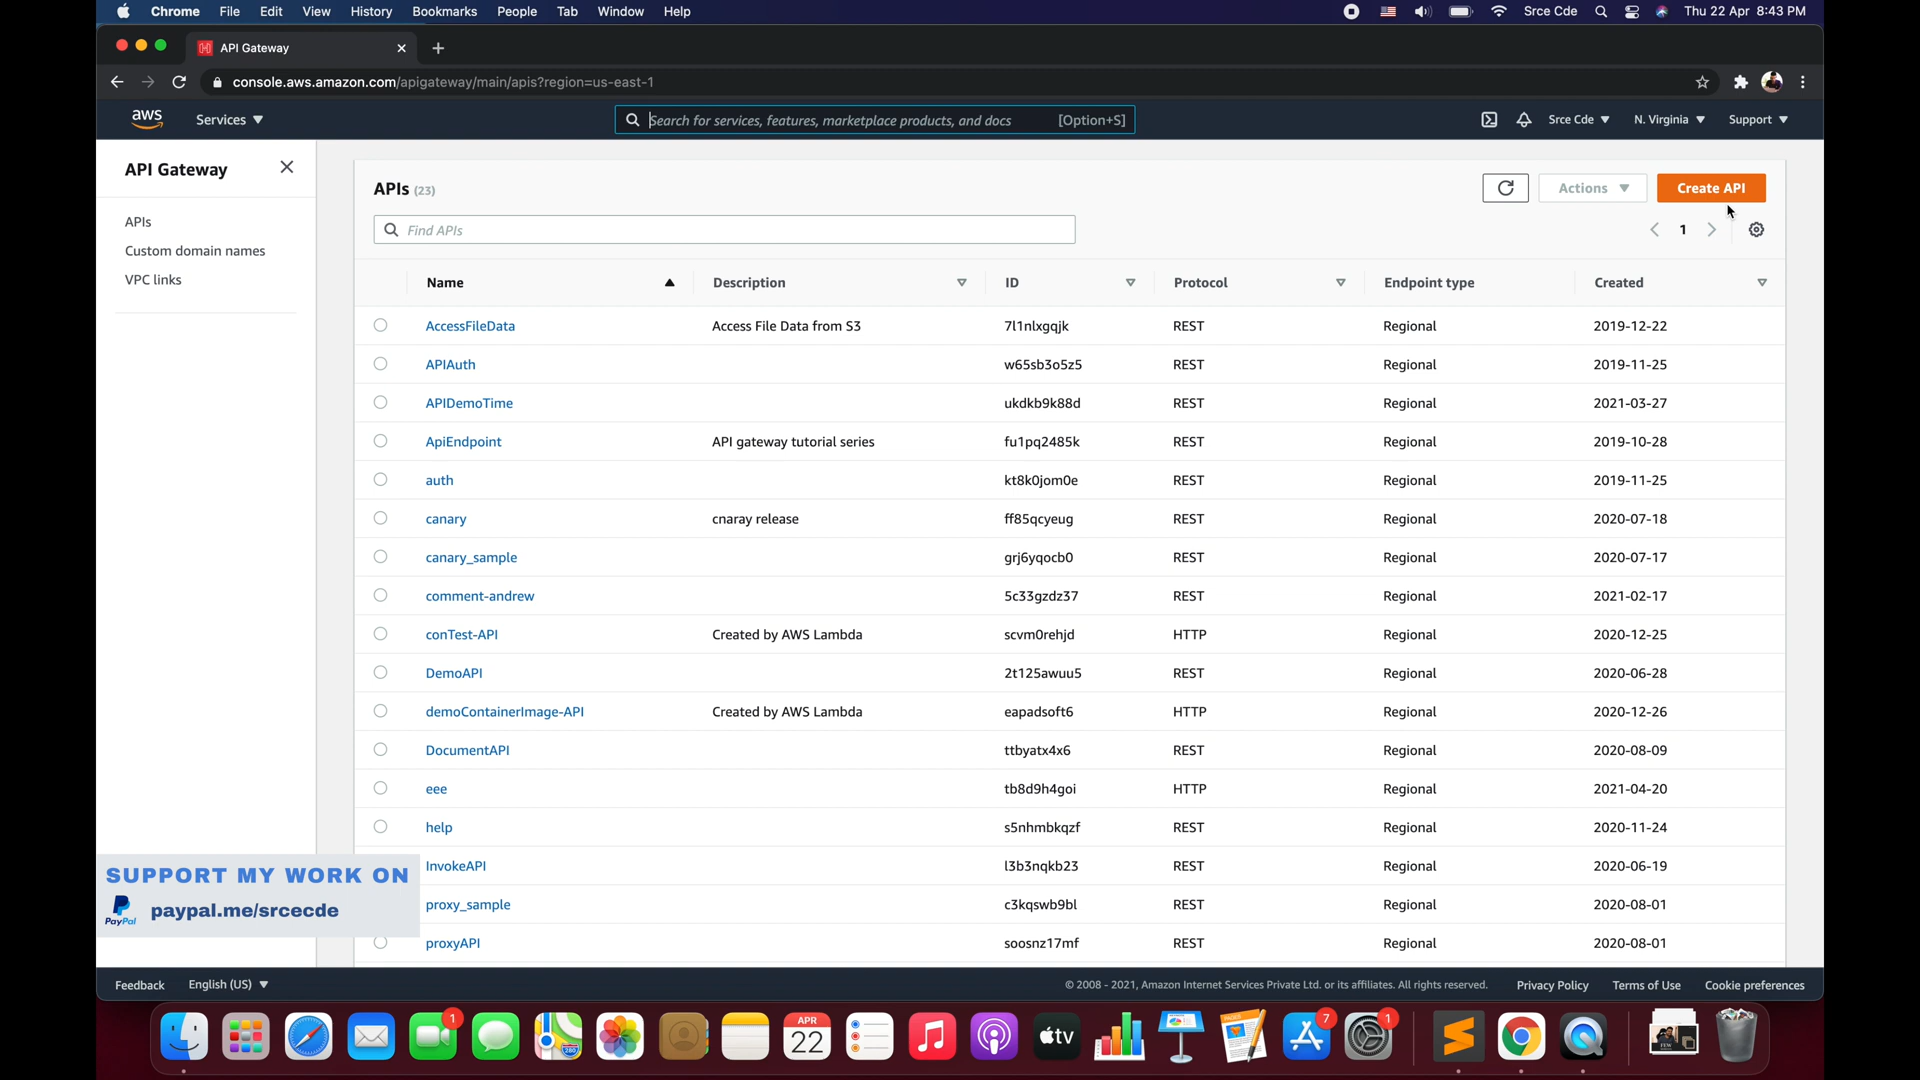 Chrome File Edit View History Bookmarks People Tab Window Help Srce Cde Thu 22 Apr 8:43 PM
API Gateway
console.aws.amazon.com/apigateway/main/apis?region=us-east-1
aws Services Search for services, features, marketplace products, and docs [Option+S] Srce Cde N. Virginia Support
API Gateway
APIs
Custom domain names
VPC links
APIs (23) Actions Create API
Find APIs 1
Name Description ID Protocol Endpoint type Created
AccessFileData Access File Data from S3 7l1nlxgqjk REST Regional 2019-12-22
APIAuth w65sb3o5z5 REST Regional 2019-11-25
APIDemoTime ukdkb9k88d REST Regional 2021-03-27
ApiEndpoint API gateway tutorial series fu1pq2485k REST Regional 2019-10-28
auth kt8k0jom0e REST Regional 2019-11-25
canary cnaray release ff85qcyeug REST Regional 2020-07-18
canary_sample grj6yqocb0 REST Regional 2020-07-17
comment-andrew 5c33gzdz37 REST Regional 2021-02-17
conTest-API Created by AWS Lambda scvm0rehjd HTTP Regional 2020-12-25
DemoAPI 2t125awuu5 REST Regional 2020-06-28
demoContainerImage-API Created by AWS Lambda eapadsoft6 HTTP Regional 2020-12-26
DocumentAPI ttbyatx4x6 REST Regional 2020-08-09
eee tb8d9h4goi HTTP Regional 2021-04-20
help s5nhmbkqzf REST Regional 2020-11-24
InvokeAPI l3b3nqkb23 REST Regional 2020-06-19
proxy_sample c3kqswb9bl REST Regional 2020-08-01
proxyAPI soosnz17mf REST Regional 2020-08-01
SUPPORT MY WORK ON
PayPal paypal.me/srcecde
Feedback English (US) © 2008 - 2021, Amazon Internet Services Private Ltd. or its affiliates. All rights reserved. Privacy Policy Terms of Use Cookie preferences
1 APR 22 280 tv PAGES 7 1